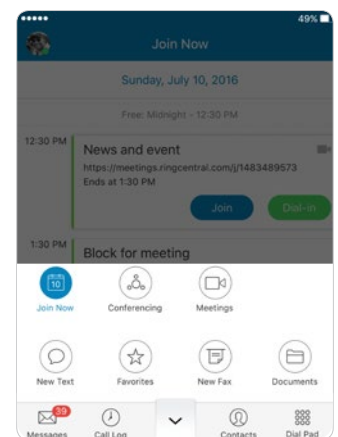 49%
Join Now
Sunday, July 10, 2016
Free: Midnight - 12:30 PM
12:30 PM
News and event
https://meetings.ringcentral.com/j/1483489573
Ends at 1:30 PM
Join Dial-in
1:30 PM
Block for meeting
10
Join Now Conferencing Meetings
New Text Favorites New Fax Documents
39
Messages Call Log Contacts Dial Pad